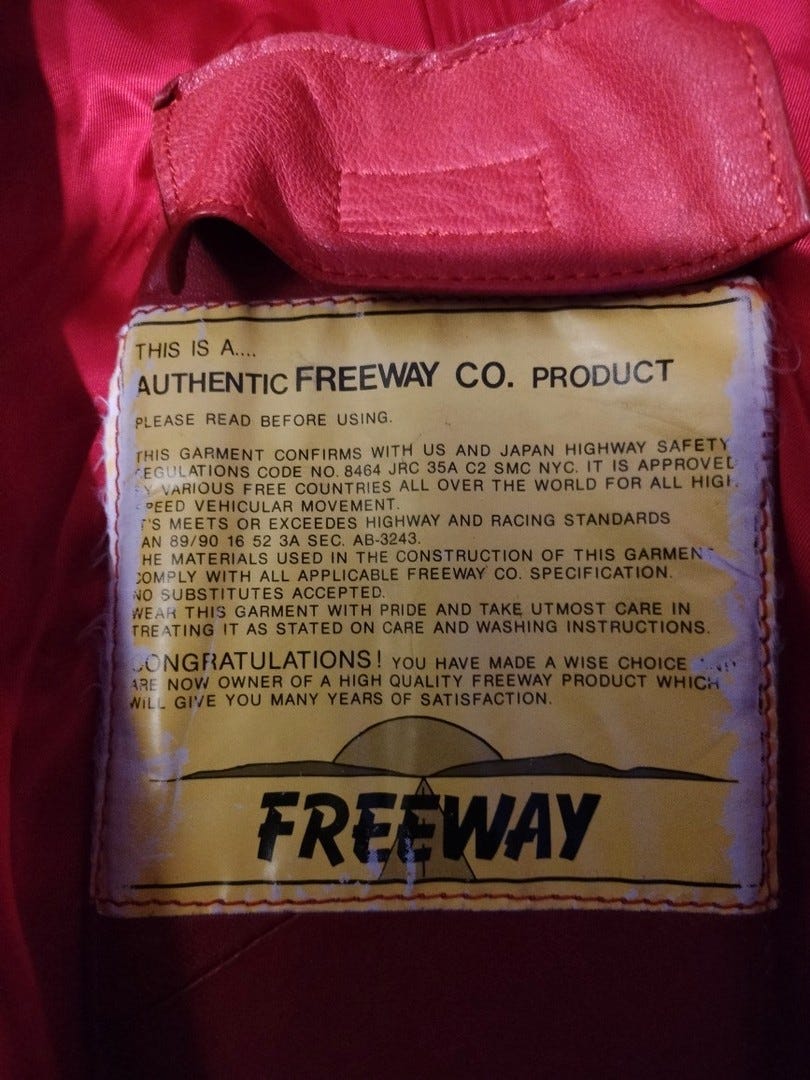 THIS IS A....
AUTHENTIC FREEWAY CO. PRODUCT
PLEASE READ BEFORE USING.
THIS GARMENT CONFIRMS WITH US AND JAPAN HIGHWAY SAFETY
EGULATIONS CODE NO. 8464 JRC 35A C2 SMC NYC. IT IS APPROVED
BY VARIOUS FREE COUNTRIES ALL OVER THE WORLD FOR ALL HIGH
PEED VEHICULAR MOVEMENT.
T'S MEETS OR EXCEEDES HIGHWAY AND RACING STANDARDS
AN 89/90 16 52 3A SEC. AB-3243.
HE MATERIALS USED IN THE CONSTRUCTION OF THIS GARMENT
COMPLY WITH ALL APPLICABLE FREEWAY CO. SPECIFICATION.
NO SUBSTITUTES ACCEPTED.
WEAR THIS GARMENT WITH PRIDE AND TAKE UTMOST CARE IN
TREATING IT AS STATED ON CARE AND WASHING INSTRUCTIONS.
CONGRATULATIONS! YOU HAVE MADE A WISE CHOICE AND
ARE NOW OWNER OF A HIGH QUALITY FREEWAY PRODUCT WHICH
WILL GIVE YOU MANY YEARS OF SATISFACTION.
FREEWAY